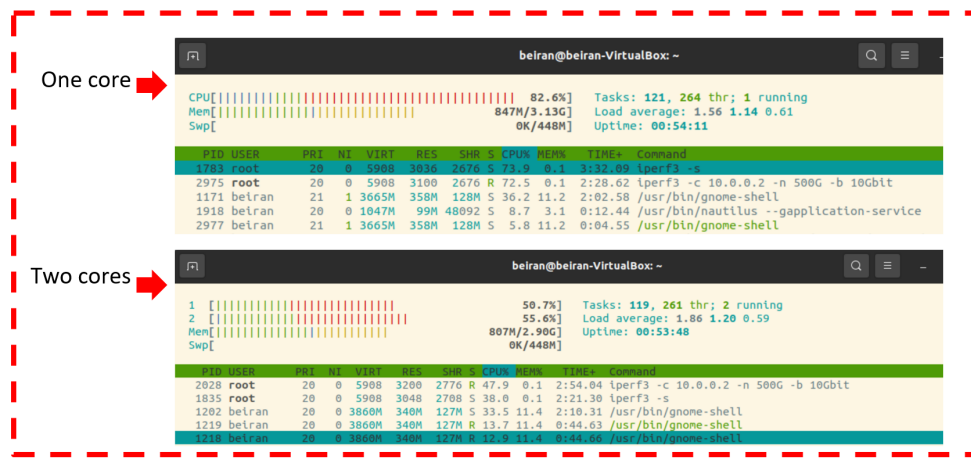 beiran@beiran-VirtualBox: ~
One core
CPU[|||||||||||||||||||||||||||||||||||||||||| 82.6%] Tasks: 121, 264 thr; 1 running
Mem[|||||||||||||||||||||||||||| 847M/3.13G] Load average: 1.56 1.14 0.61
Swp[ 0K/448M] Uptime: 00:54:11
PID USER PRI NI VIRT RES SHR S CPU% MEM% TIME+ Command
1783 root 20 0 5908 3036 2676 S 73.9 0.1 3:32.09 iperf3 -s
2975 root 20 0 5908 3100 2676 R 72.5 0.1 2:28.62 iperf3 -c 10.0.0.2 -n 500G -b 10Gbit
1171 beiran 21 1 3665M 358M 128M S 36.2 11.2 2:02.58 /usr/bin/gnome-shell
1918 beiran 20 0 1047M 99M 48092 S 8.7 3.1 0:12.44 /usr/bin/nautilus --gapplication-service
2977 beiran 21 1 3665M 358M 128M S 5.8 11.2 0:04.55 /usr/bin/gnome-shell
beiran@beiran-VirtualBox: ~
Two cores
1 [|||||||||||||||||||||||| 50.7%] Tasks: 119, 261 thr; 2 running
2 [|||||||||||||||||||||||||| 55.6%] Load average: 1.86 1.20 0.59
Mem[|||||||||||||||||||||||| 807M/2.90G] Uptime: 00:53:48
Swp[ 0K/448M]
PID USER PRI NI VIRT RES SHR S CPU% MEM% TIME+ Command
2028 root 20 0 5908 3200 2776 R 47.9 0.1 2:54.04 iperf3 -c 10.0.0.2 -n 500G -b 10Gbit
1835 root 20 0 5908 3048 2708 S 38.0 0.1 2:21.30 iperf3 -s
1202 beiran 20 0 3860M 340M 127M S 33.5 11.4 2:10.31 /usr/bin/gnome-shell
1219 beiran 20 0 3860M 340M 127M R 13.7 11.4 0:44.63 /usr/bin/gnome-shell
1218 beiran 20 0 3860M 340M 127M R 12.9 11.4 0:44.66 /usr/bin/gnome-shell